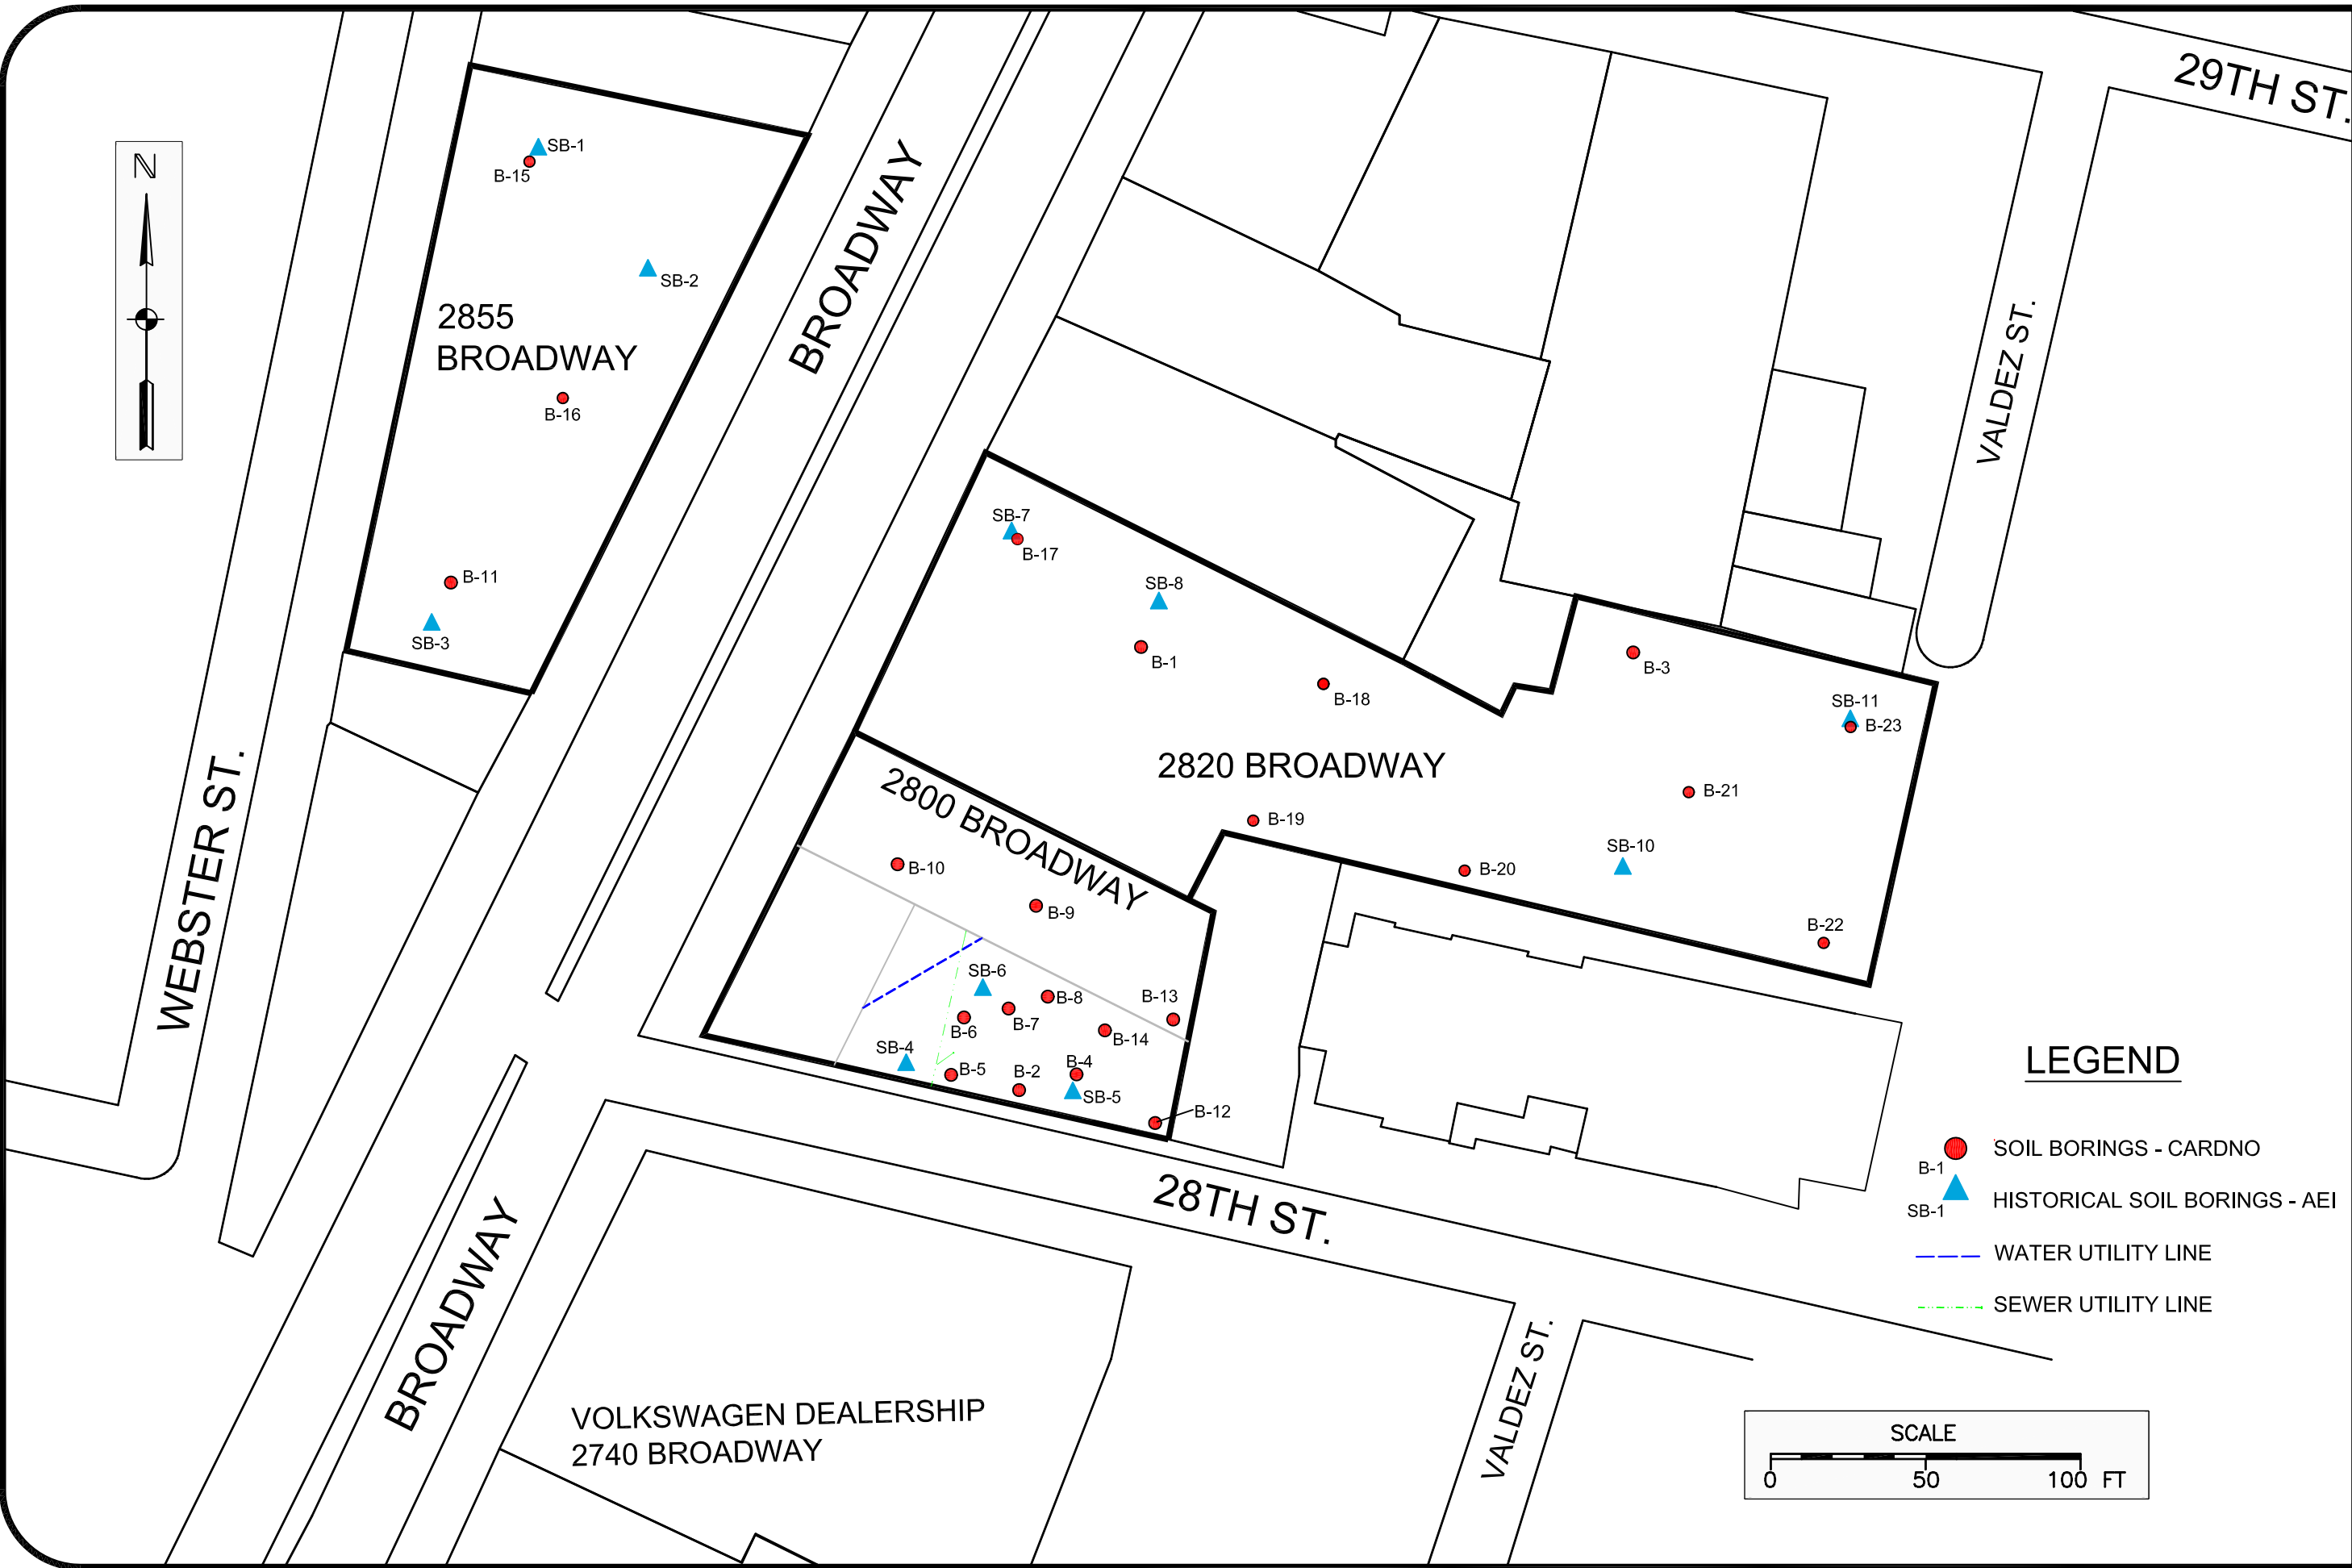 29TH ST.
N
SB-1
B-15
BROADWAY
SB-2
2855
BROADWAY
B-16
VALDEZ ST.
SB-7
B-17
B-11
SB-3
SB-8
B-1
B-18
B-3
SB-11
B-23
2820 BROADWAY
B-21
2800 BROADWAY
B-19
SB-10
B-20
B-10
B-9
B-22
WEBSTER ST.
SB-6
B-8
B-13
B-7
B-6
B-14
SB-4
B-5
B-2
B-4
SB-5
B-12
LEGEND
SOIL BORINGS - CARDNO
B-1
HISTORICAL SOIL BORINGS - AEI
SB-1
WATER UTILITY LINE
SEWER UTILITY LINE
28TH ST.
BROADWAY
VALDEZ ST.
VOLKSWAGEN DEALERSHIP
2740 BROADWAY
SCALE
0 50 100 FT